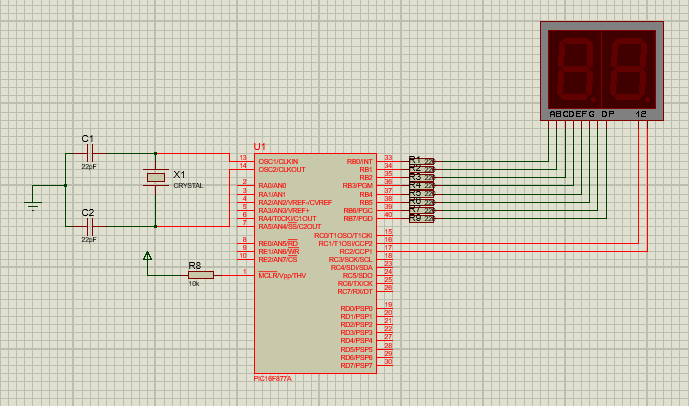 ABCDEFG DP 12
C1
22pF
X1
CRYSTAL
C2
22pF
R8
10k
U1
13 OSC1/CLKIN
14 OSC2/CLKOUT
2 RA0/AN0
3 RA1/AN1
4 RA2/AN2/VREF-/CVREF
5 RA3/AN3/VREF+
6 RA4/T0CKI/C1OUT
7 RA5/AN4/SS/C2OUT
8 RE0/AN5/RD
9 RE1/AN6/WR
10 RE2/AN7/CS
1 MCLR/Vpp/THV
RB0/INT 33
RB1 34
RB2 35
RB3/PGM 36
RB4 37
RB5 38
RB6/PGC 39
RB7/PGD 40
RC0/T1OSO/T1CKI 15
RC1/T1OSI/CCP2 16
RC2/CCP1 17
RC3/SCK/SCL 18
RC4/SDI/SDA 23
RC5/SDO 24
RC6/TX/CK 25
RC7/RX/DT 26
RD0/PSP0 19
RD1/PSP1 20
RD2/PSP2 21
RD3/PSP3 22
RD4/PSP4 27
RD5/PSP5 28
RD6/PSP6 29
RD7/PSP7 30
PIC16F877A
R1 220
R2
R3
R4
R5
R6
R7
R9 220